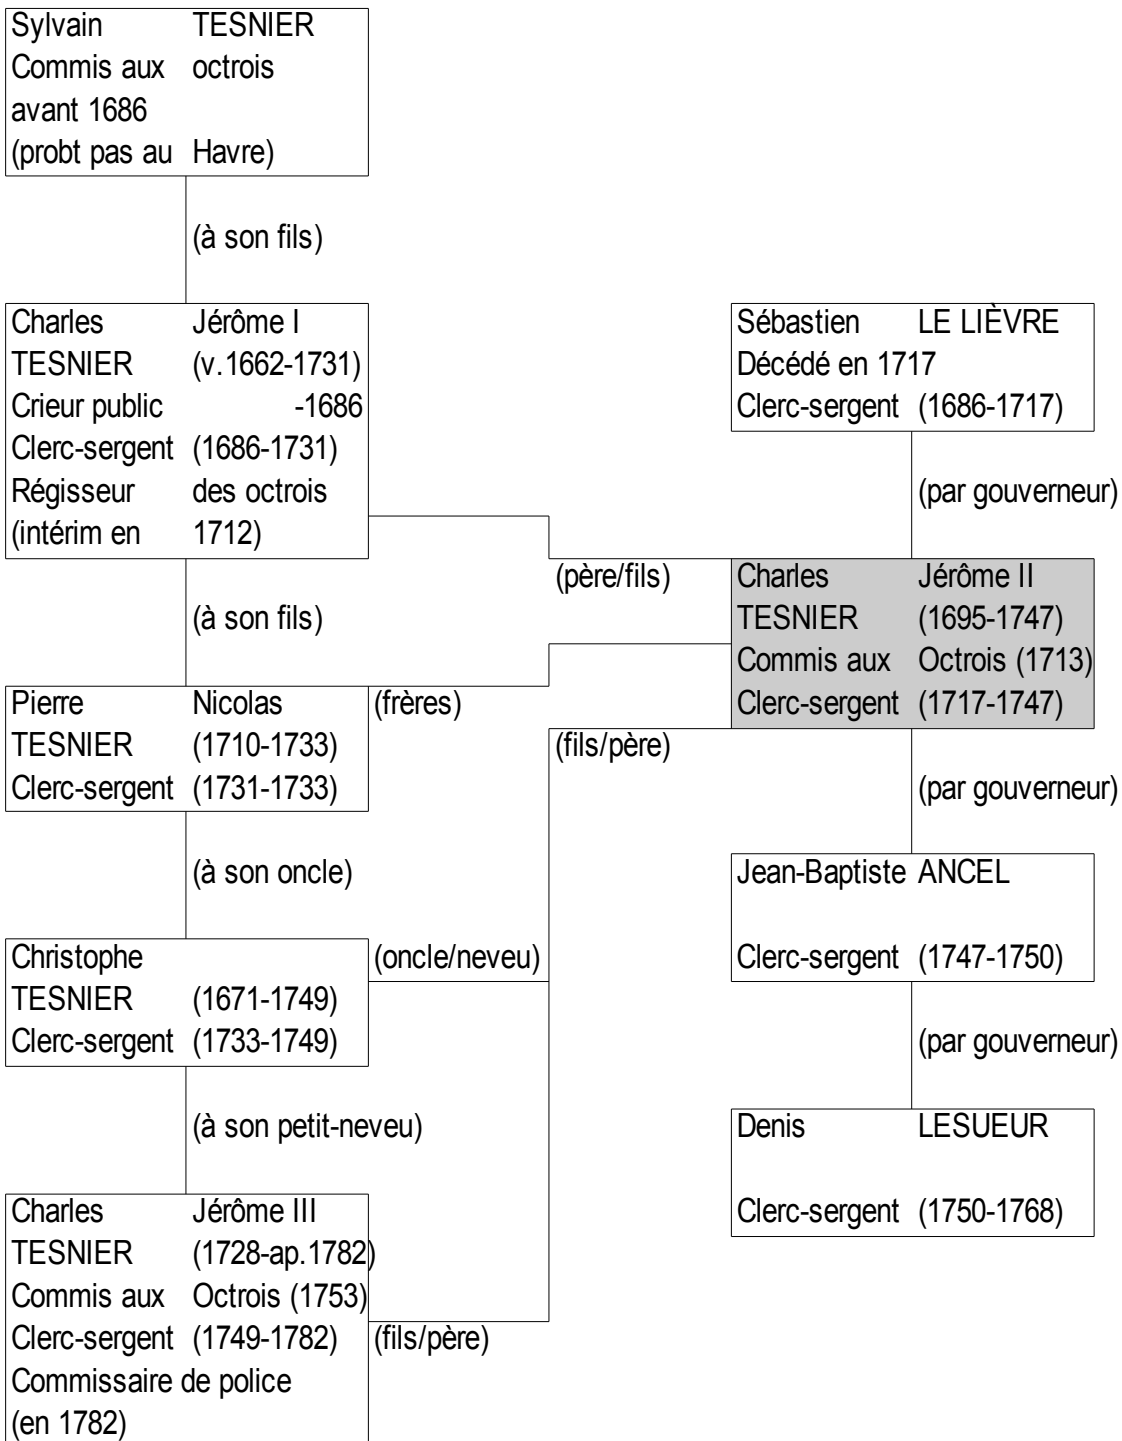 Sylvain TESNIER
Commis aux octrois
avant 1686
(probt pas au Havre)
(à son fils)
Charles Jérôme I
TESNIER (v.1662-1731)
Crieur public -1686
Clerc-sergent (1686-1731)
Régisseur des octrois
(intérim en 1712)
(à son fils)
Pierre Nicolas
TESNIER (1710-1733)
Clerc-sergent (1731-1733)
(à son oncle)
Christophe
TESNIER (1671-1749)
Clerc-sergent (1733-1749)
(à son petit-neveu)
Charles Jérôme III
TESNIER (1728-ap.1782)
Commis aux Octrois (1753)
Clerc-sergent (1749-1782)
Commissaire de police
(en 1782)
(père/fils)
(frères)
(fils/père)
(oncle/neveu)
(fils/père)
Sébastien LE LIÈVRE
Décédé en 1717
Clerc-sergent (1686-1717)
(par gouverneur)
Charles Jérôme II
TESNIER (1695-1747)
Commis aux Octrois (1713)
Clerc-sergent (1717-1747)
(par gouverneur)
Jean-Baptiste ANCEL
Clerc-sergent (1747-1750)
(par gouverneur)
Denis LESUEUR
Clerc-sergent (1750-1768)